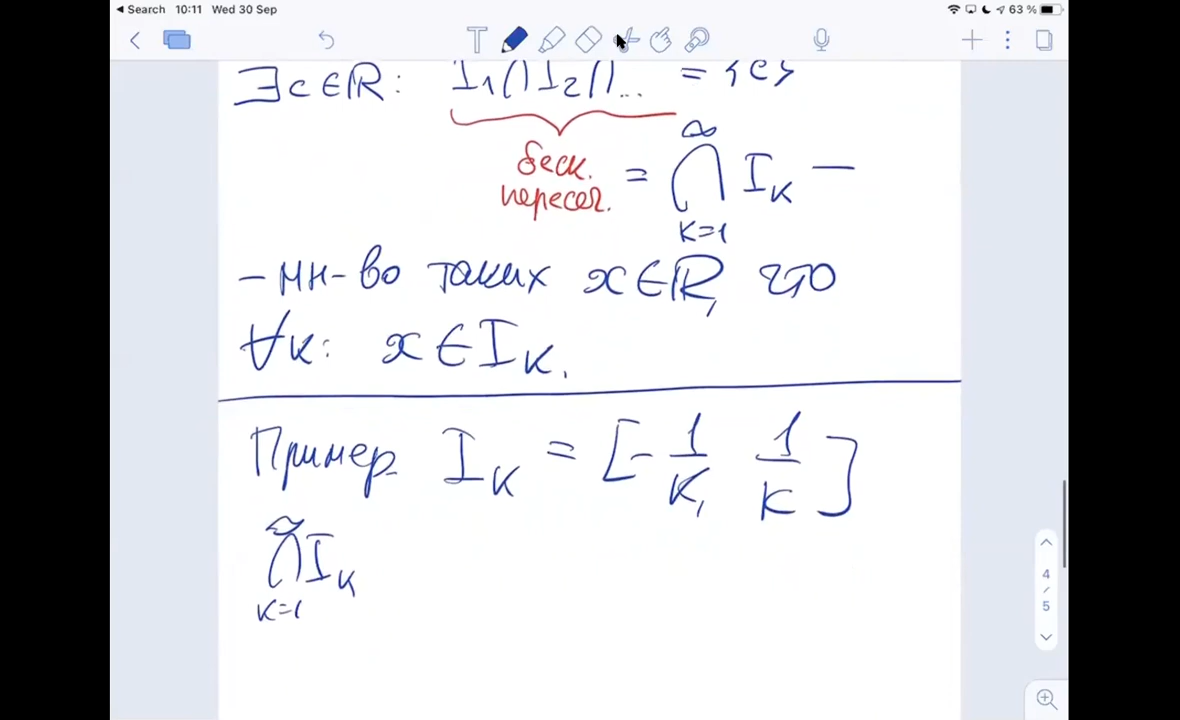 Search 10:11 Wed 30 Sep 63 %
T
∃c∈ℝ: I₁∩I₂∩... = {c}
беск. пересеч. = ⋂_{k=1}^{∞} I_k —
– мн-во таких x∈ℝ, что
∀k: x∈I_k.
Пример I_k = [-1/k, 1/k]
⋂_{k=1}^{∞} I_k
4 / 5